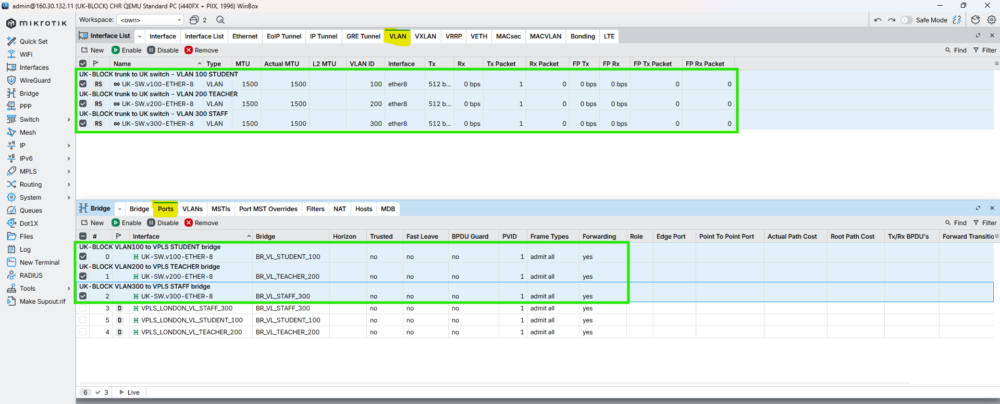 admin@160.30.132.11 (UK-BLOCK) CHR QEMU Standard PC (i440FX + PIIX, 1996) WinBox
MikroTik
Workspace: <own> 2 Safe Mode
Quick Set
WiFi
Interfaces
WireGuard
Bridge
PPP
Switch
Mesh
IP
IPv6
MPLS
Routing
System
Queues
Dot1X
Files
Log
New Terminal
RADIUS
Tools
Make Supout.rif
Interface List Interface Interface List Ethernet EoIP Tunnel IP Tunnel GRE Tunnel VLAN VXLAN VRRP VETH MACsec MACVLAN Bonding LTE
New Enable Disable Remove Find Filter
Name Type MTU Actual MTU L2 MTU VLAN ID Interface Tx Rx Tx Packet Rx Packet FP Tx FP Rx FP Tx Packet FP Rx Packet
UK-BLOCK trunk to UK switch - VLAN 100 STUDENT
RS UK-SW.v100-ETHER-8 VLAN 1500 1500 100 ether8 512 b... 0 bps 1 0 0 bps 0 bps 0 0
UK-BLOCK trunk to UK switch - VLAN 200 TEACHER
RS UK-SW.v200-ETHER-8 VLAN 1500 1500 200 ether8 512 b... 0 bps 1 0 0 bps 0 bps 0 0
UK-BLOCK trunk to UK switch - VLAN 300 STAFF
RS UK-SW.v300-ETHER-8 VLAN 1500 1500 300 ether8 512 b... 0 bps 1 0 0 bps 0 bps 0 0
Bridge Bridge Ports VLANs MSTIs Port MST Overrides Filters NAT Hosts MDB
New Enable Disable Remove Find Filter
# Interface Bridge Horizon Trusted Fast Leave BPDU Guard PVID Frame Types Forwarding Role Edge Port Point To Point Port Actual Path Cost Root Path Cost Tx/Rx BPDU's Forward Transitio
UK-BLOCK VLAN100 to VPLS STUDENT bridge
0 UK-SW.v100-ETHER-8 BR_VL_STUDENT_100 no no no 1 admit all yes
UK-BLOCK VLAN200 to VPLS TEACHER bridge
1 UK-SW.v200-ETHER-8 BR_VL_TEACHER_200 no no no 1 admit all yes
UK-BLOCK VLAN300 to VPLS STAFF bridge
2 UK-SW.v300-ETHER-8 BR_VL_STAFF_300 no no no 1 admit all yes
3 D VPLS_LONDON_VL_STAFF_300 BR_VL_STAFF_300 no no no 1 admit all yes
5 D VPLS_LONDON_VL_STUDENT_100 BR_VL_STUDENT_100 no no no 1 admit all yes
4 D VPLS_LONDON_VL_TEACHER_200 BR_VL_TEACHER_200 no no no 1 admit all yes
6 3 Live